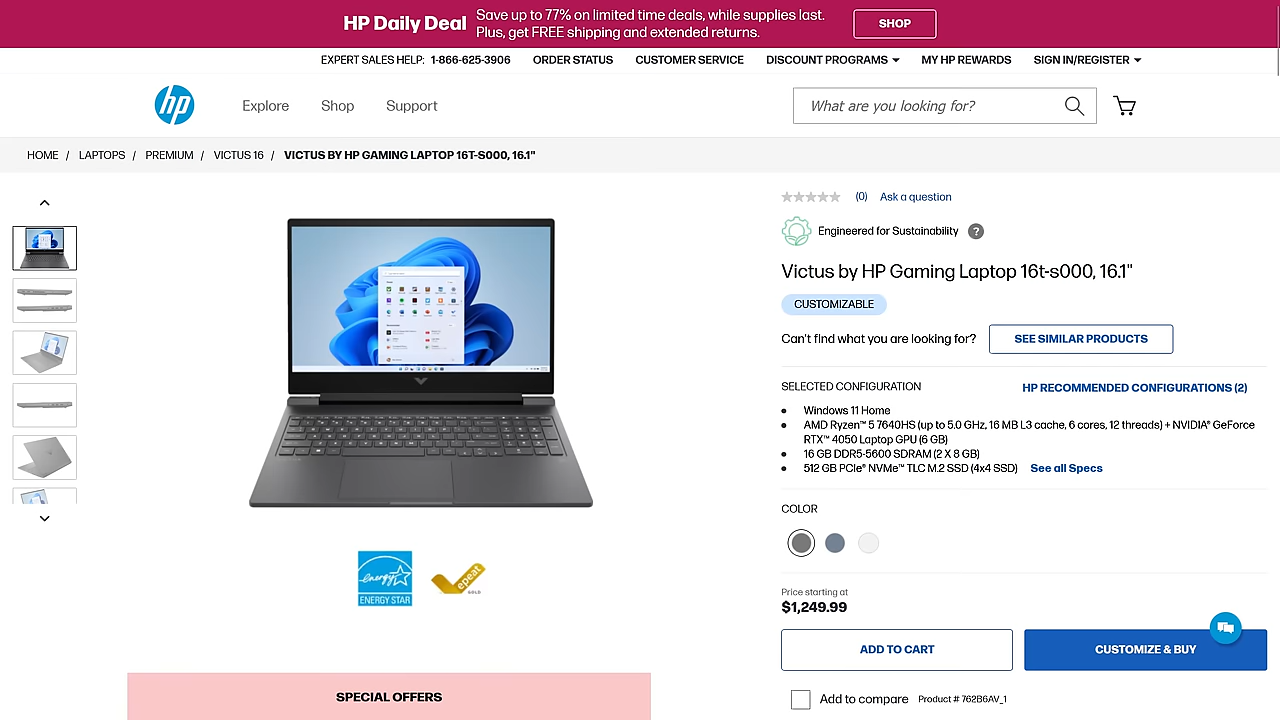 HP Daily Deal
Save up to 77% on limited time deals, while supplies last.
Plus, get FREE shipping and extended returns.
SHOP
EXPERT SALES HELP: 1-866-625-3906 ORDER STATUS CUSTOMER SERVICE DISCOUNT PROGRAMS MY HP REWARDS SIGN IN/REGISTER
hp
Explore Shop Support
What are you looking for?
HOME / LAPTOPS / PREMIUM / VICTUS 16 / VICTUS BY HP GAMING LAPTOP 16T-S000, 16.1"
(0) Ask a question
Engineered for Sustainability ?
Victus by HP Gaming Laptop 16t-s000, 16.1"
CUSTOMIZABLE
Can't find what you are looking for? SEE SIMILAR PRODUCTS
SELECTED CONFIGURATION HP RECOMMENDED CONFIGURATIONS (2)
Windows 11 Home
AMD Ryzen™ 5 7640HS (up to 5.0 GHz, 16 MB L3 cache, 6 cores, 12 threads) + NVIDIA® GeForce
RTX™ 4050 Laptop GPU (6 GB)
16 GB DDR5-5600 SDRAM (2 X 8 GB)
512 GB PCIe® NVMe™ TLC M.2 SSD (4x4 SSD) See all Specs
COLOR
energy
ENERGY STAR
epeat
GOLD
Price starting at
$1,249.99
ADD TO CART CUSTOMIZE & BUY
SPECIAL OFFERS
Add to compare Product # 762B6AV_1